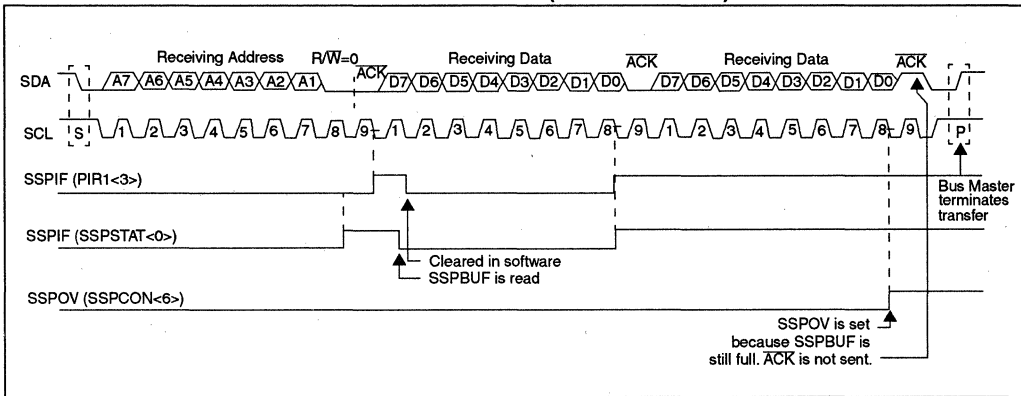 Receiving Address R/W=0 Receiving Data ACK Receiving Data ACK
SDA A7 A6 A5 A4 A3 A2 A1 ACK D7 D6 D5 D4 D3 D2 D1 D0 D7 D6 D5 D4 D3 D2 D1 D0
SCL S 1 2 3 4 5 6 7 8 9 1 2 3 4 5 6 7 8 9 1 2 3 4 5 6 7 8 9 P
SSPIF (PIR1<3>)
Bus Master
terminates
transfer
SSPIF (SSPSTAT<0>)
Cleared in software
SSPBUF is read
SSPOV (SSPCON<6>)
SSPOV is set
because SSPBUF is
still full. ACK is not sent.